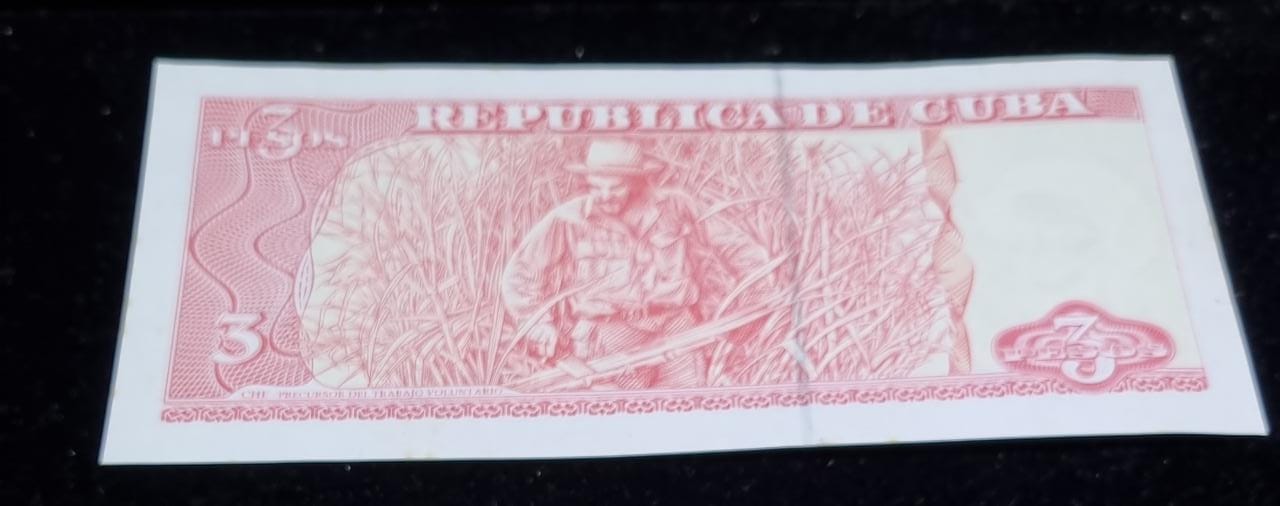 REPUBLICA DE CUBA
3
PESOS
3
CHE PRECURSOR DEL TRABAJO VOLUNTARIO
3
PESOS